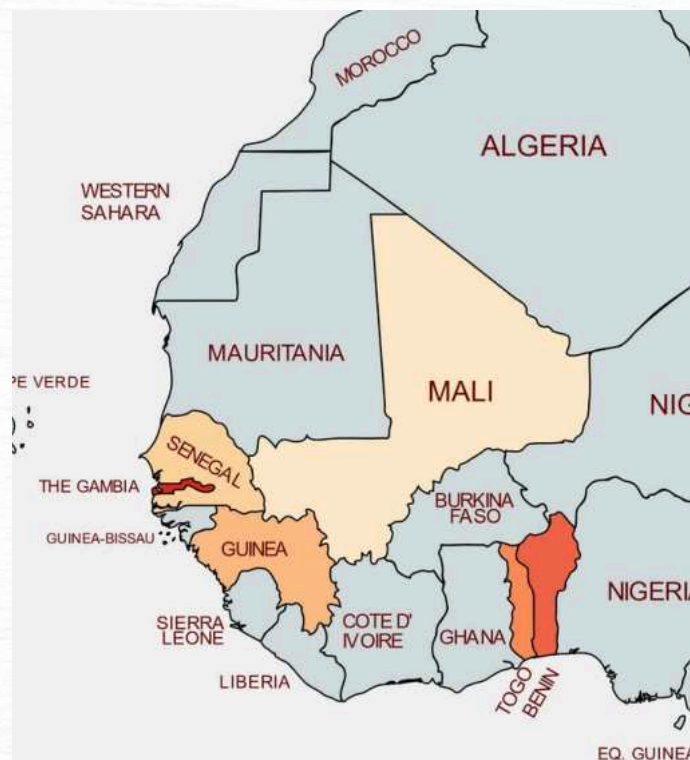 MOROCCO
ALGERIA
WESTERN
SAHARA
MAURITANIA
PE VERDE
MALI
NIG
SENEGAL
THE GAMBIA
BURKINA
FASO
GUINEA-BISSAU
GUINEA
NIGERIA
SIERRA
LEONE
COTE D'
IVOIRE
GHANA
LIBERIA
TOGO
BENIN
EQ. GUINEA